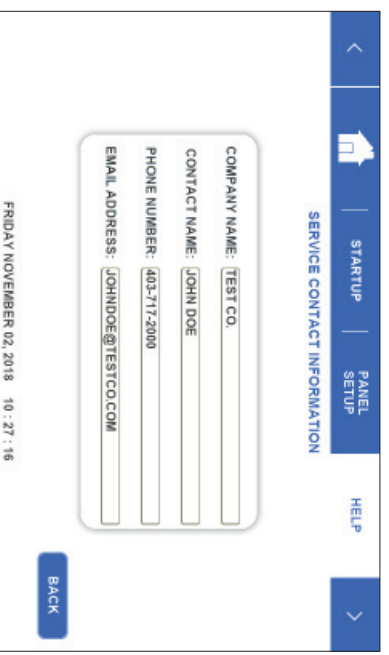 STARTUP
PANEL
SETUP
HELP
SERVICE CONTACT INFORMATION
COMPANY NAME: TEST CO.
CONTACT NAME: JOHN DOE
PHONE NUMBER: 403-717-2000
EMAIL ADDRESS: JOHNDOE@TESTCO.COM
BACK
FRIDAY NOVEMBER 02, 2018 10 : 27 : 16